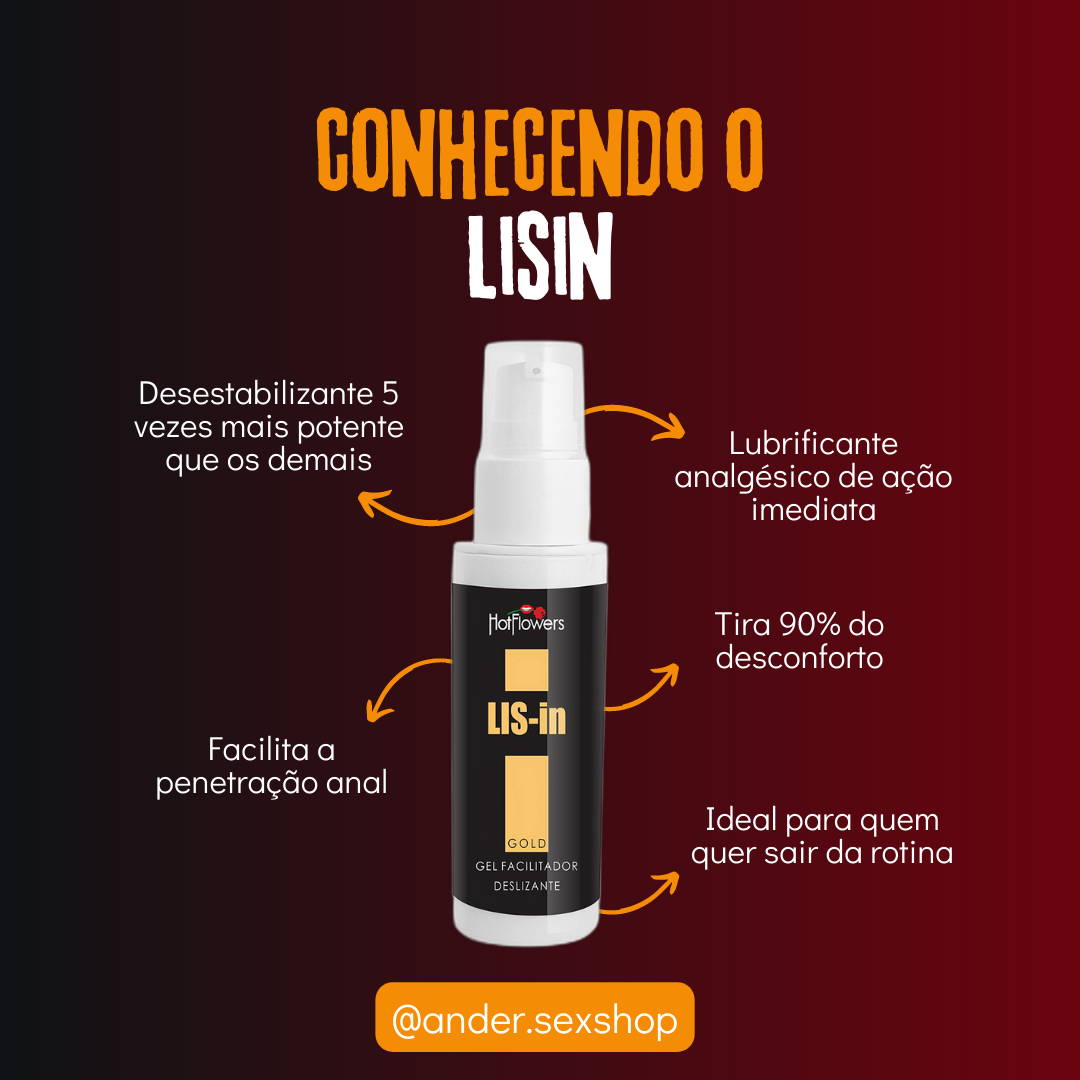 CONHECENDO O
LISIN
Desestabilizante 5
vezes mais potente
que os demais
Lubrificante
analgésico de ação
imediata
HotFlowers
Tira 90% do
desconforto
LIS-in
Facilita a
penetração anal
Ideal para quem
quer sair da rotina
GOLD
GEL FACILITADOR
DESLIZANTE
@ander.sexshop